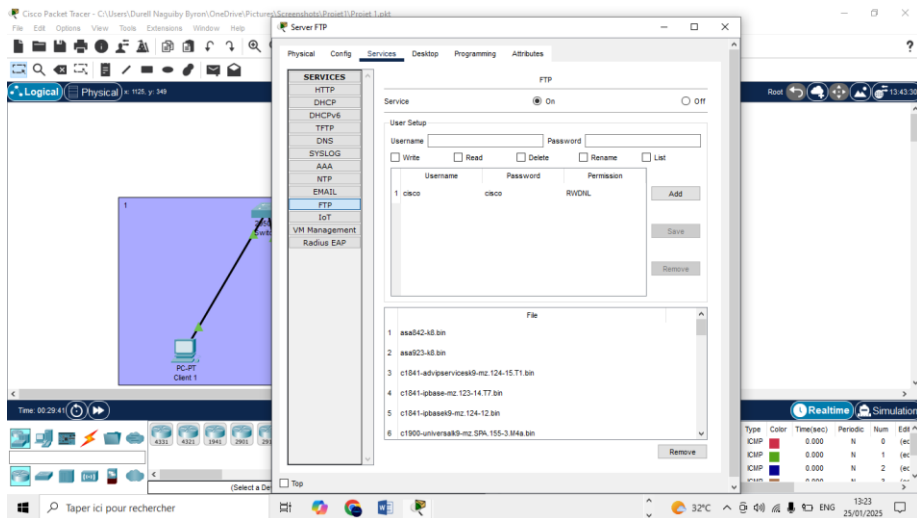 Cisco Packet Tracer - C:\Users\Durell Naguiby Byron\OneDrive\Pictures\Screenshots\Projet1\Projet 1.pkt
File Edit Options View Tools Extensions Window Help
?
Logical Physical x: 1125, y: 349
Root 13:43:30
1
PC-PT
Client 1
Server FTP
Physical Config Services Desktop Programming Attributes
SERVICES
HTTP
DHCP
DHCPv6
TFTP
DNS
SYSLOG
AAA
NTP
EMAIL
FTP
IoT
VM Management
Radius EAP
FTP
Service On Off
User Setup
Username Password
Write Read Delete Rename List
Username Password Permission
1 cisco cisco RWDNL
Add
Save
Remove
File
1 asa842-k8.bin
2 asa923-k8.bin
3 c1841-advipservicesk9-mz.124-15.T1.bin
4 c1841-ipbase-mz.123-14.T7.bin
5 c1841-ipbasek9-mz.124-12.bin
6 c1900-universalk9-mz.SPA.155-3.M4a.bin
Remove
Top
Time: 00:29:41
Realtime Simulation
4331 4321 1941 2901
(Select a De
Type Color Time(sec) Periodic Num Edit
ICMP 0.000 N 0 (ec
ICMP 0.000 N 1 (ec
ICMP 0.000 N 2 (ec
Taper ici pour rechercher
32°C
ENG
13:23
25/01/2025